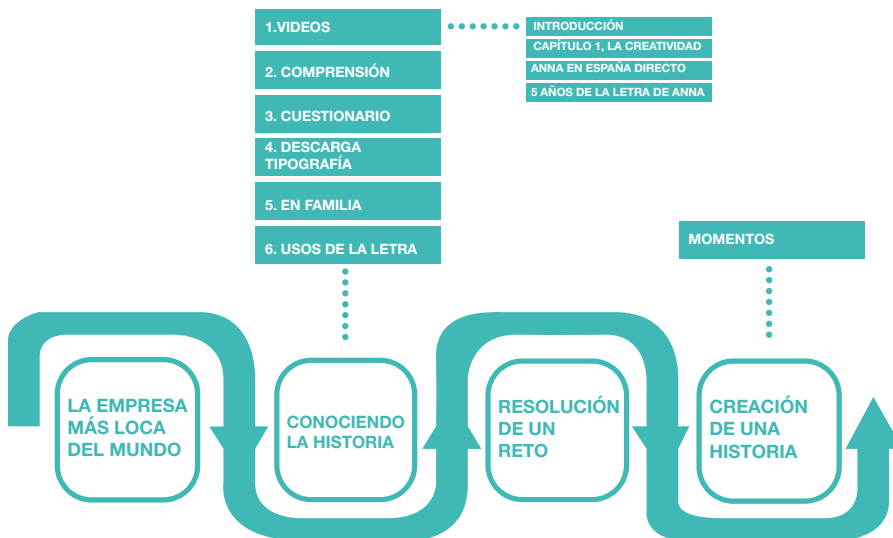 1.VIDEOS
2. COMPRENSIÓN
3. CUESTIONARIO
4. DESCARGA
TIPOGRAFÍA
5. EN FAMILIA
6. USOS DE LA LETRA
INTRODUCCIÓN
CAPÍTULO 1, LA CREATIVIDAD
ANNA EN ESPAÑA DIRECTO
5 AÑOS DE LA LETRA DE ANNA
MOMENTOS
LA EMPRESA
MÁS LOCA
DEL MUNDO
CONOCIENDO
LA HISTORIA
RESOLUCIÓN
DE UN
RETO
CREACIÓN
DE UNA
HISTORIA